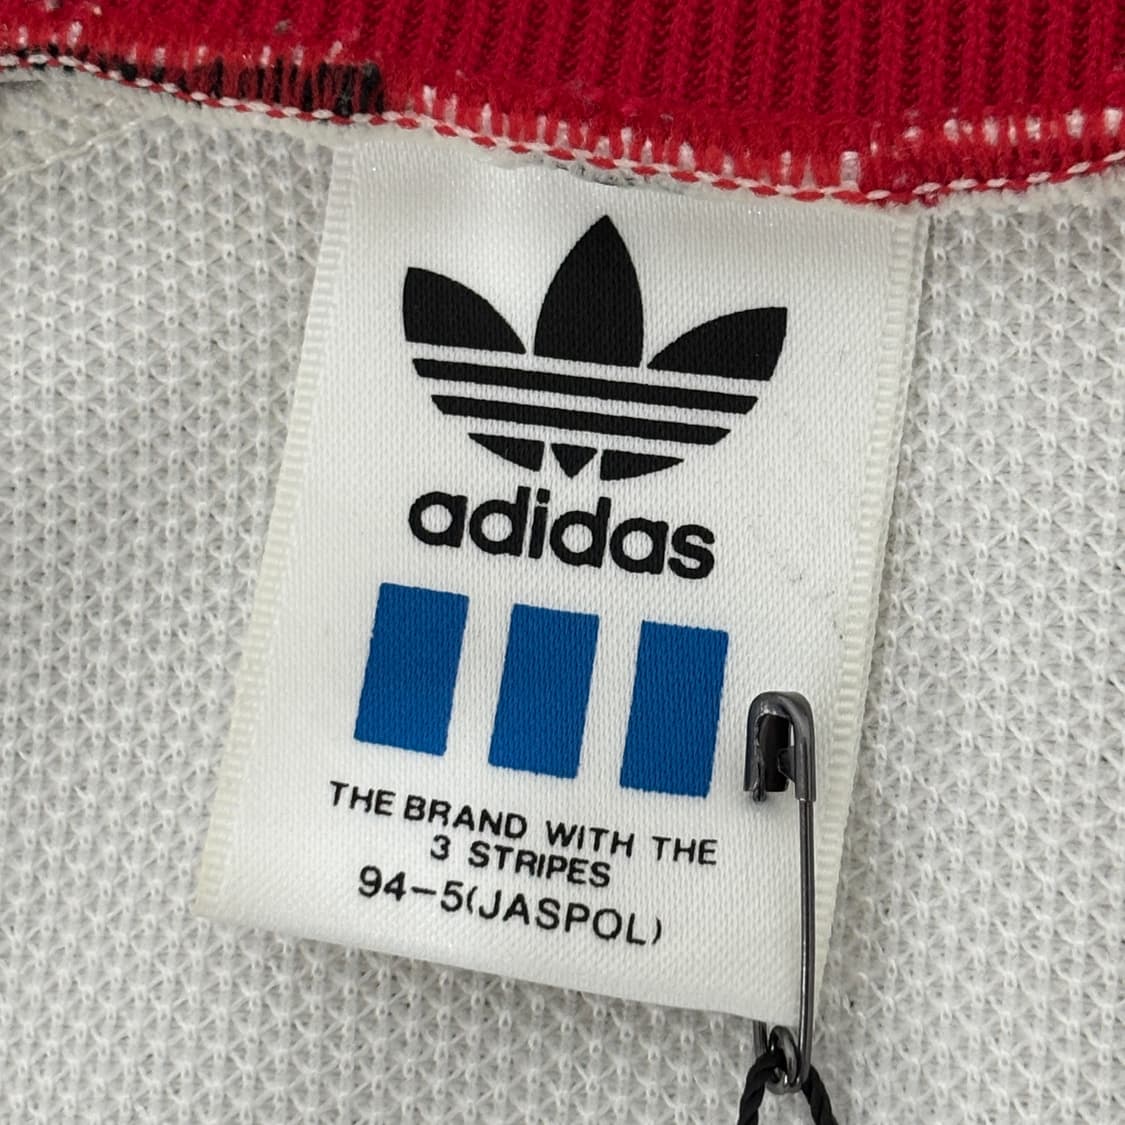 adidas
THE BRAND WITH THE
3 STRIPES
94-5(JASPOL)